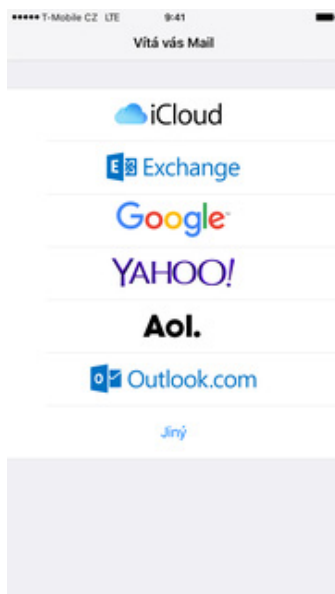 T-Mobile CZ LTE 9:41
Vítá vás Mail
iCloud
E Exchange
Google
YAHOO!
Aol.
o Outlook.com
Jiný